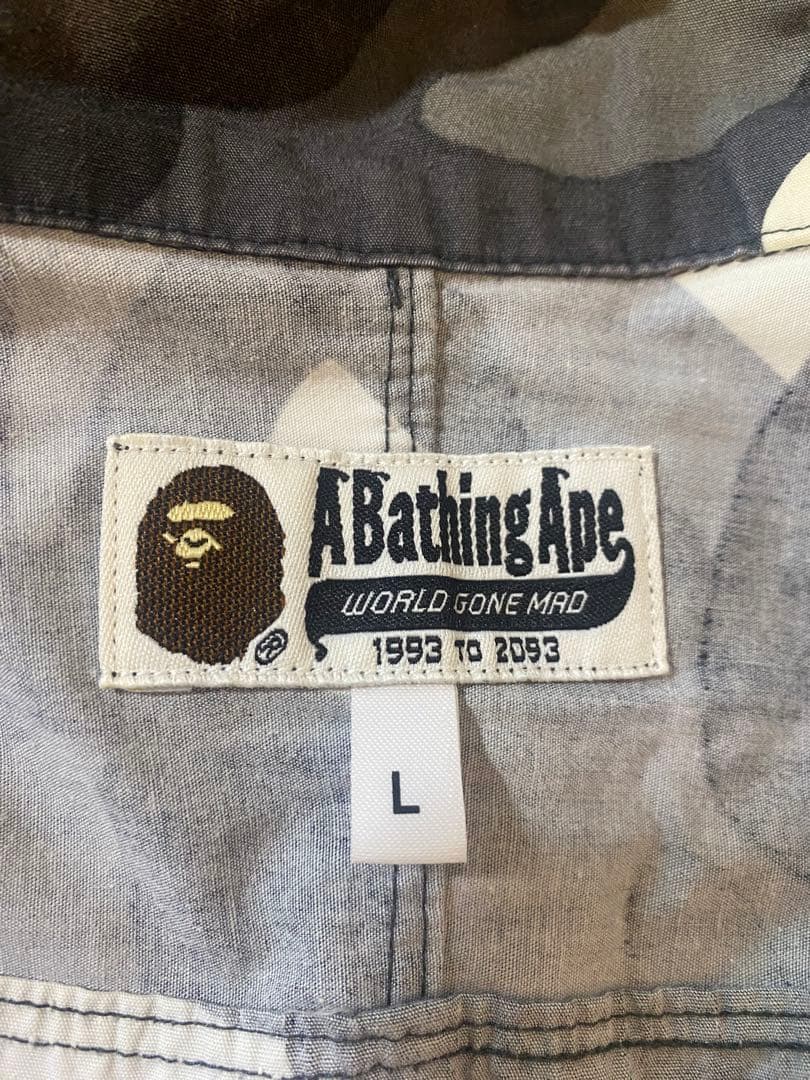 A Bathing Ape
WORLD GONE MAD
1993 TO 2093
®
L